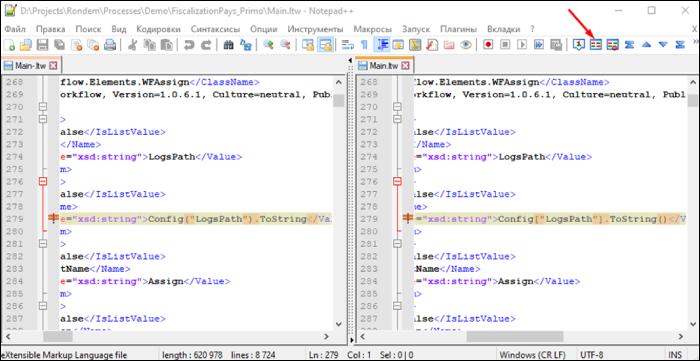 D:\Projects\Rondem\Processes\Demo\FiscalizationPays_Primo\Main.ltw - Notepad++
Файл Правка Поиск Вид Кодировки Синтаксисы Опции Инструменты Макросы Запуск Плагины Вкладки ?
Main-.ltw
268 flow.Elements.WFAssign</ClassName>
269 orkflow, Version=1.0.6.1, Culture=neutral, Publ
270
271 >
272 alse</IsListValue>
273 </Name>
274 e="xsd:string">LogsPath</Value>
275 m>
276 >
277 alse</IsListValue>
278 me>
279 e="xsd:string">Config("LogsPath").ToString</Va
280 m>
281 >
282 alse</IsListValue>
283 tName</Name>
284 e="xsd:string">Assign</Value>
285 m>
286 >
287 alse</IsListValue>
Main.ltw
268 flow.Elements.WFAssign</ClassName>
269 orkflow, Version=1.0.6.1, Culture=neutral, Publ
270
271 >
272 alse</IsListValue>
273 </Name>
274 e="xsd:string">LogsPath</Value>
275 m>
276 >
277 alse</IsListValue>
278 me>
279 e="xsd:string">Config["LogsPath"].ToString()</V
280 m>
281 >
282 alse</IsListValue>
283 tName</Name>
284 e="xsd:string">Assign</Value>
285 m>
286 >
287 alse</IsListValue>
eXtensible Markup Language file length : 620 978 lines : 8 724 Ln : 279 Col : 1 Sel : 0 | 0 Windows (CR LF) UTF-8 INS